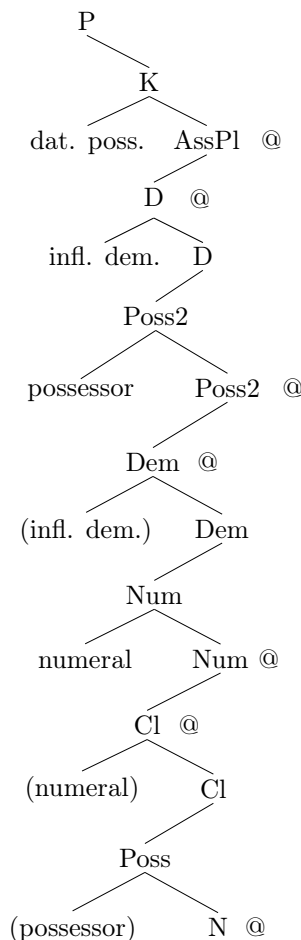 P
K
dat. poss. AssPl @
D @
infl. dem. D
Poss2
possessor Poss2 @
Dem @
(infl. dem.) Dem
Num
numeral Num @
Cl @
(numeral) Cl
Poss
(possessor) N @